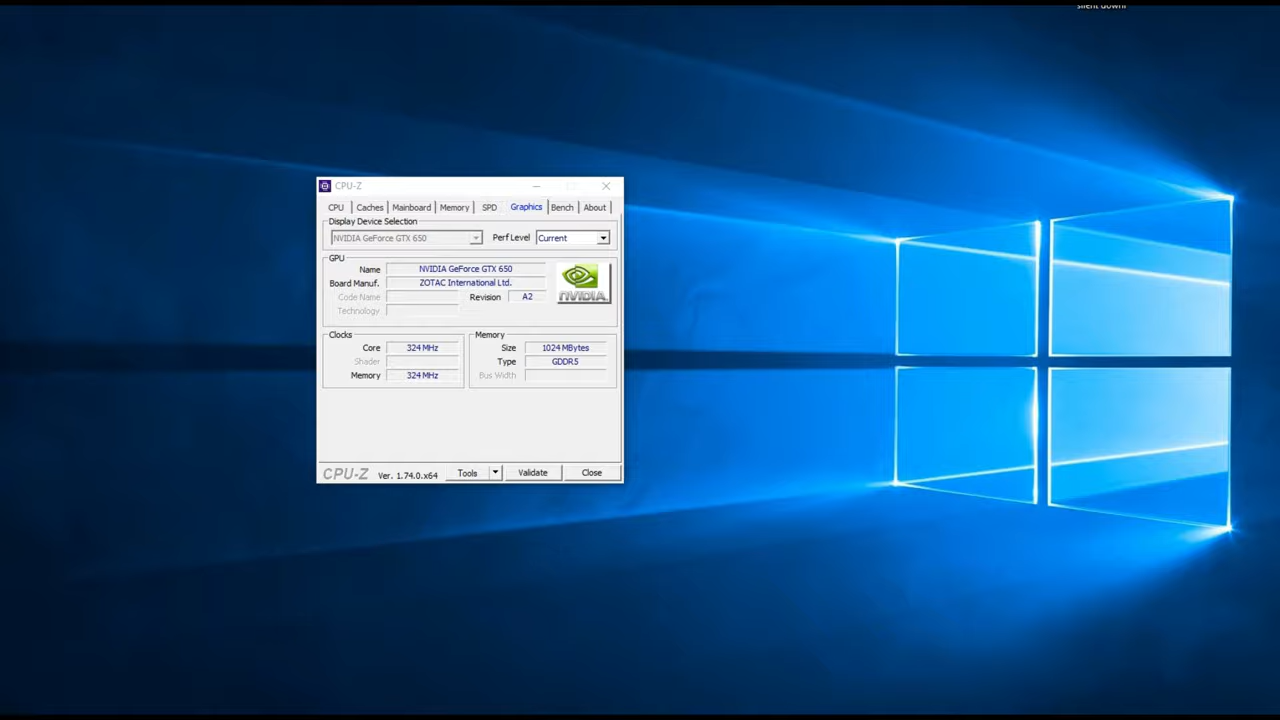 silent downl
CPU-Z
CPU Caches Mainboard Memory SPD Graphics Bench About
Display Device Selection
NVIDIA GeForce GTX 650 Perf Level Current
GPU
Name NVIDIA GeForce GTX 650
Board Manuf. ZOTAC International Ltd.
Code Name Revision A2
Technology
NVIDIA.
Clocks
Core 324 MHz
Shader
Memory 324 MHz
Memory
Size 1024 MBytes
Type GDDR5
Bus Width
CPU-Z Ver. 1.74.0.x64 Tools Validate Close